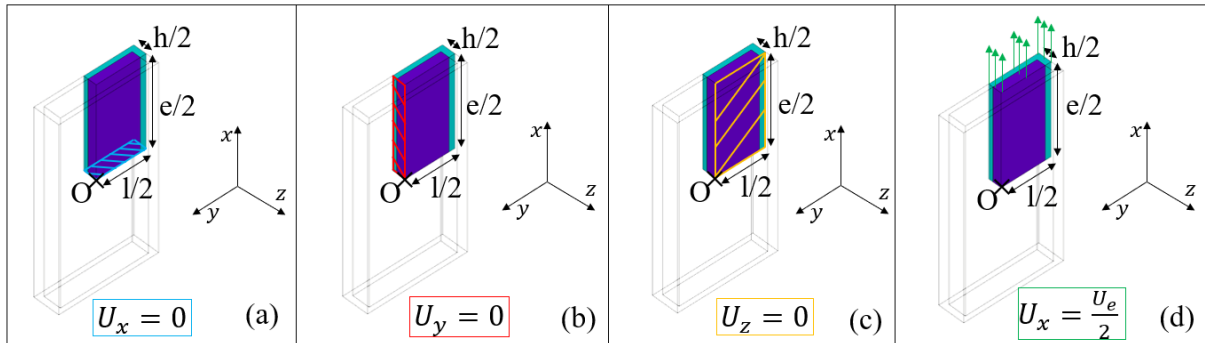 h/2
e/2
x
O
l/2
z
y
U_x = 0
(a)
h/2
e/2
x
O
l/2
z
y
U_y = 0
(b)
h/2
e/2
x
O
l/2
z
y
U_z = 0
(c)
h/2
e/2
x
O
l/2
z
y
U_x = U_e/2
(d)